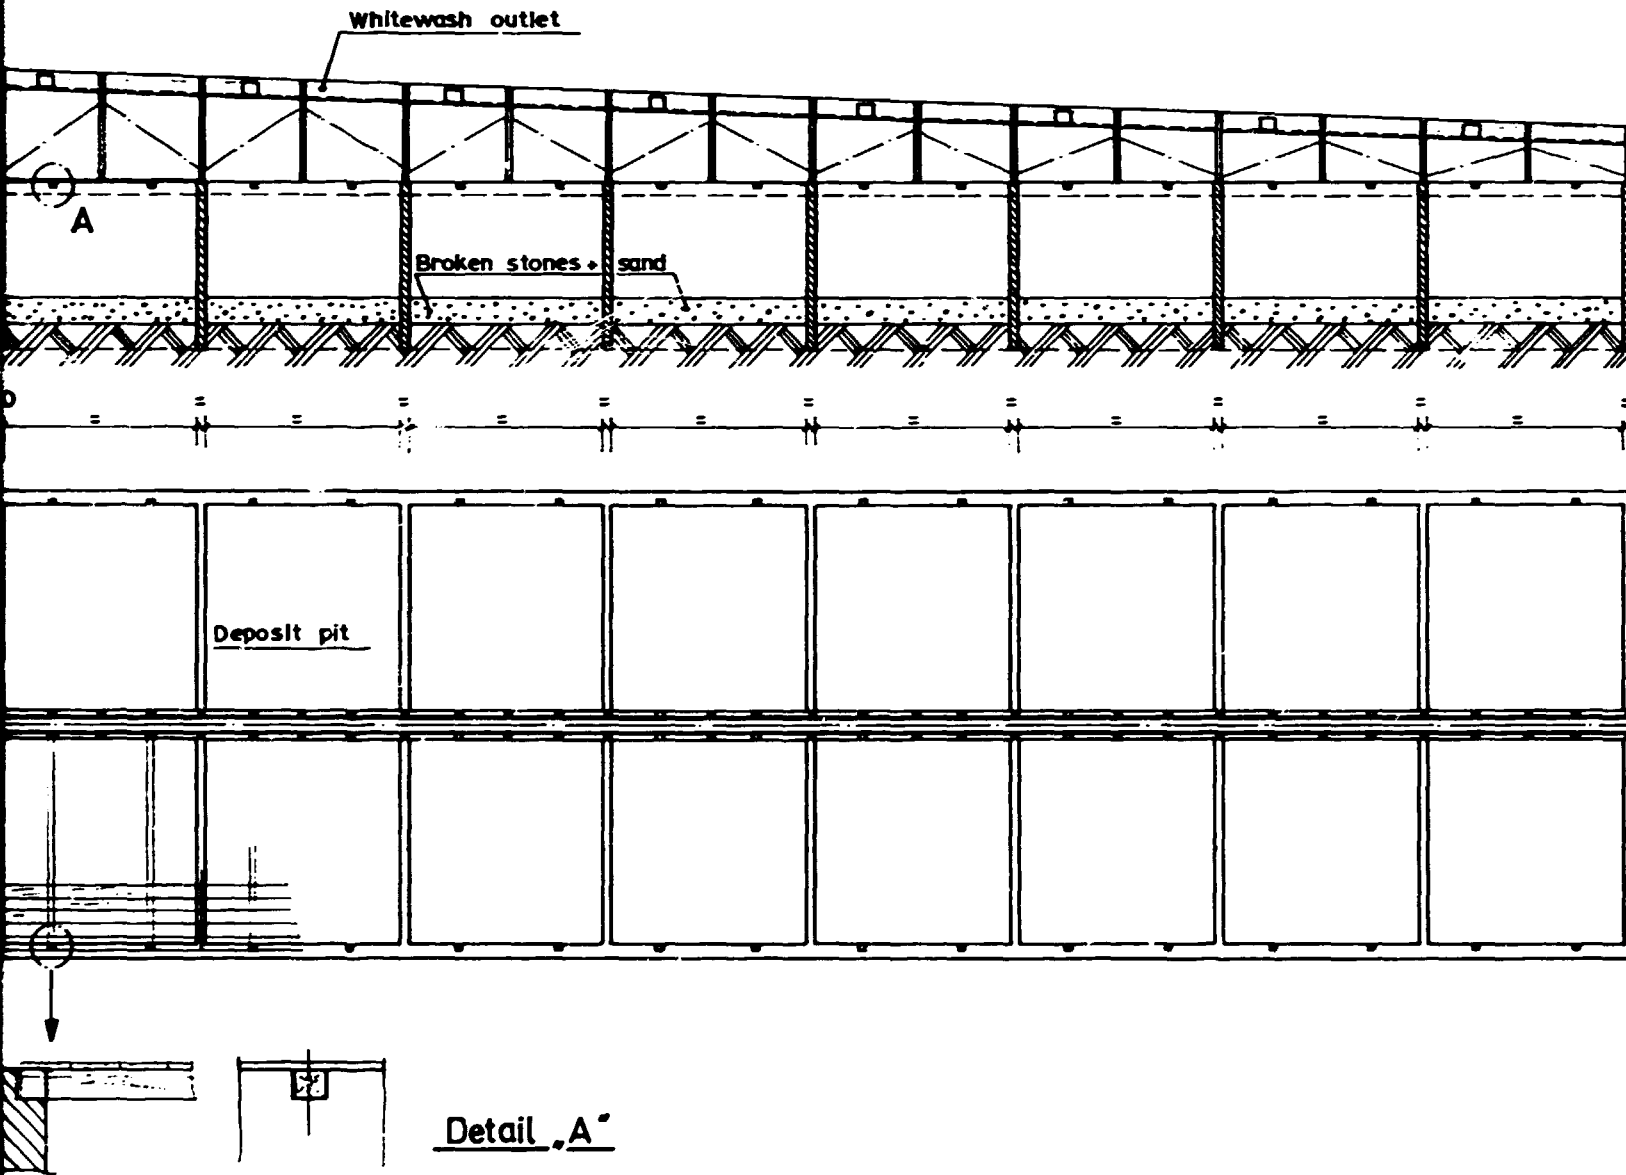 Whitewash outlet
A
Broken stones + sand
Deposit pit
Detail „A"